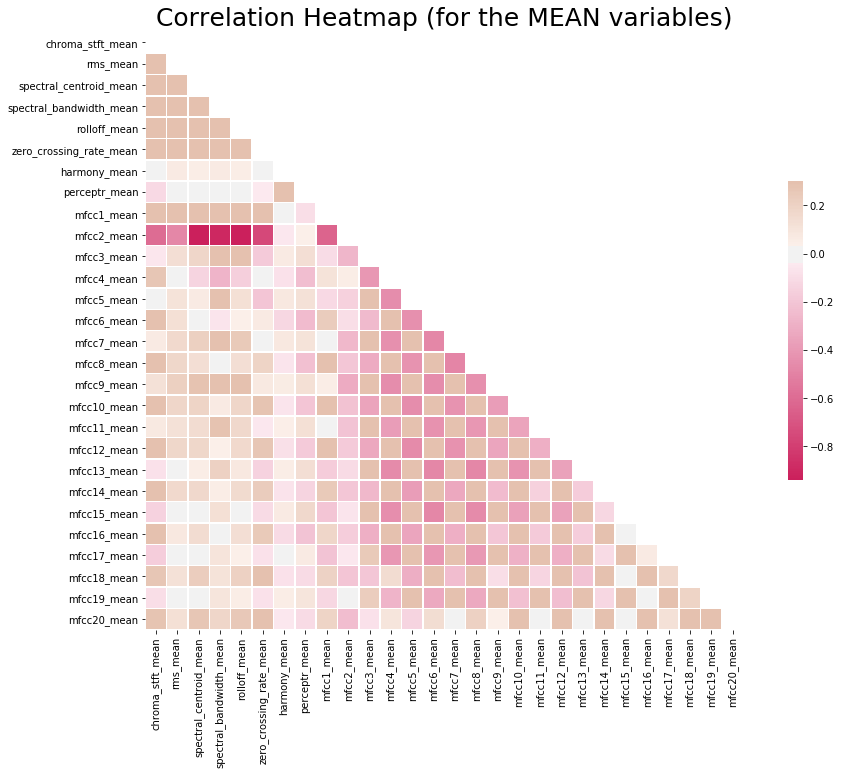 Correlation Heatmap (for the MEAN variables)
chroma_stft_mean
rms_mean
spectral_centroid_mean
spectral_bandwidth_mean
rolloff_mean
zero_crossing_rate_mean
harmony_mean
perceptr_mean
mfcc1_mean
mfcc2_mean
mfcc3_mean
mfcc4_mean
mfcc5_mean
mfcc6_mean
mfcc7_mean
mfcc8_mean
mfcc9_mean
mfcc10_mean
mfcc11_mean
mfcc12_mean
mfcc13_mean
mfcc14_mean
mfcc15_mean
mfcc16_mean
mfcc17_mean
mfcc18_mean
mfcc19_mean
mfcc20_mean
chroma_stft_mean
rms_mean
spectral_centroid_mean
spectral_bandwidth_mean
rolloff_mean
zero_crossing_rate_mean
harmony_mean
perceptr_mean
mfcc1_mean
mfcc2_mean
mfcc3_mean
mfcc4_mean
mfcc5_mean
mfcc6_mean
mfcc7_mean
mfcc8_mean
mfcc9_mean
mfcc10_mean
mfcc11_mean
mfcc12_mean
mfcc13_mean
mfcc14_mean
mfcc15_mean
mfcc16_mean
mfcc17_mean
mfcc18_mean
mfcc19_mean
mfcc20_mean
0.2
0.0
−0.2
−0.4
−0.6
−0.8